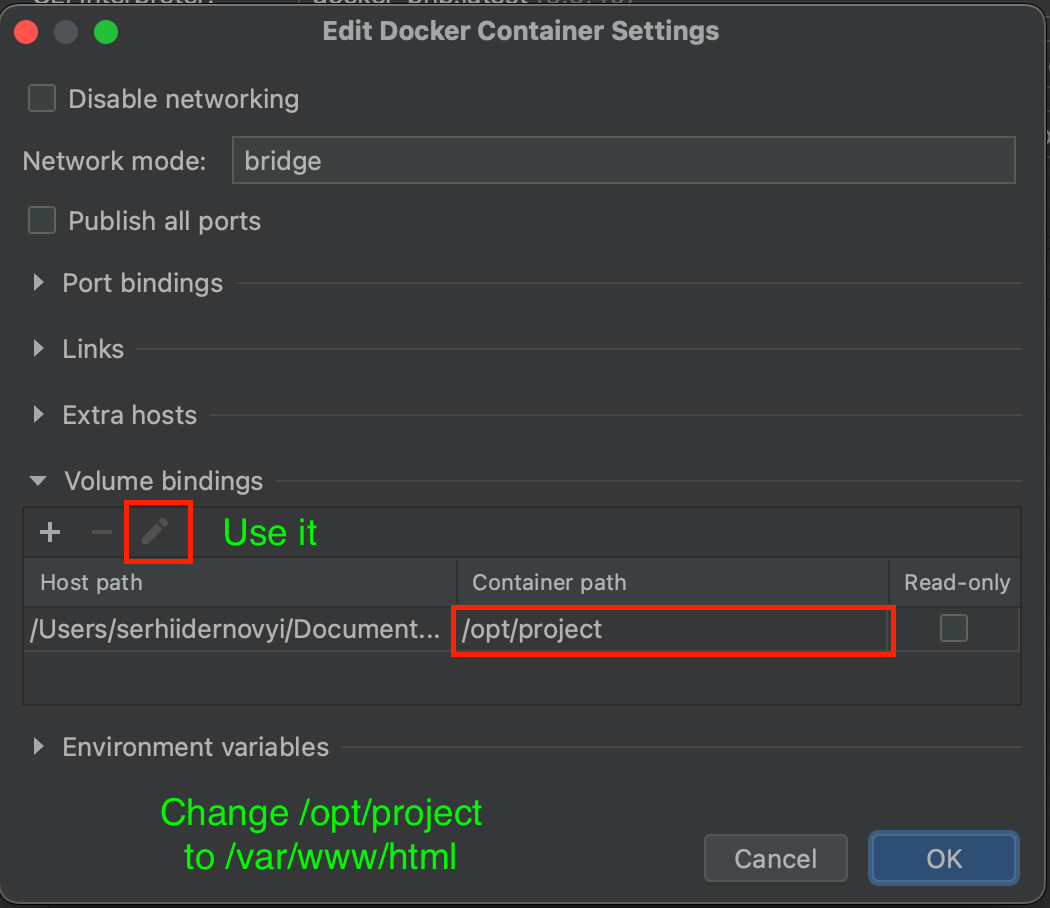 Edit Docker Container Settings
Disable networking
Network mode: bridge
Publish all ports
Port bindings
Links
Extra hosts
Volume bindings
Use it
Host path Container path Read-only
/Users/serhiidernovyi/Document... /opt/project
Environment variables
Change /opt/project
to /var/www/html
Cancel OK